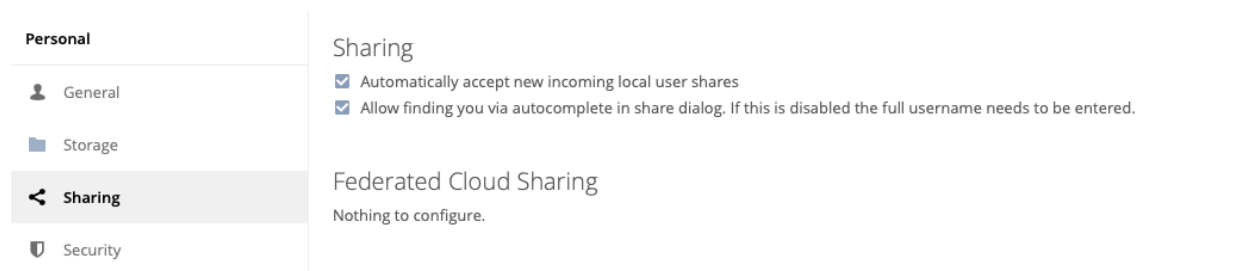 Personal
General
Storage
Sharing
Security
Sharing
Automatically accept new incoming local user shares
Allow finding you via autocomplete in share dialog. If this is disabled the full username needs to be entered.
Federated Cloud Sharing
Nothing to configure.